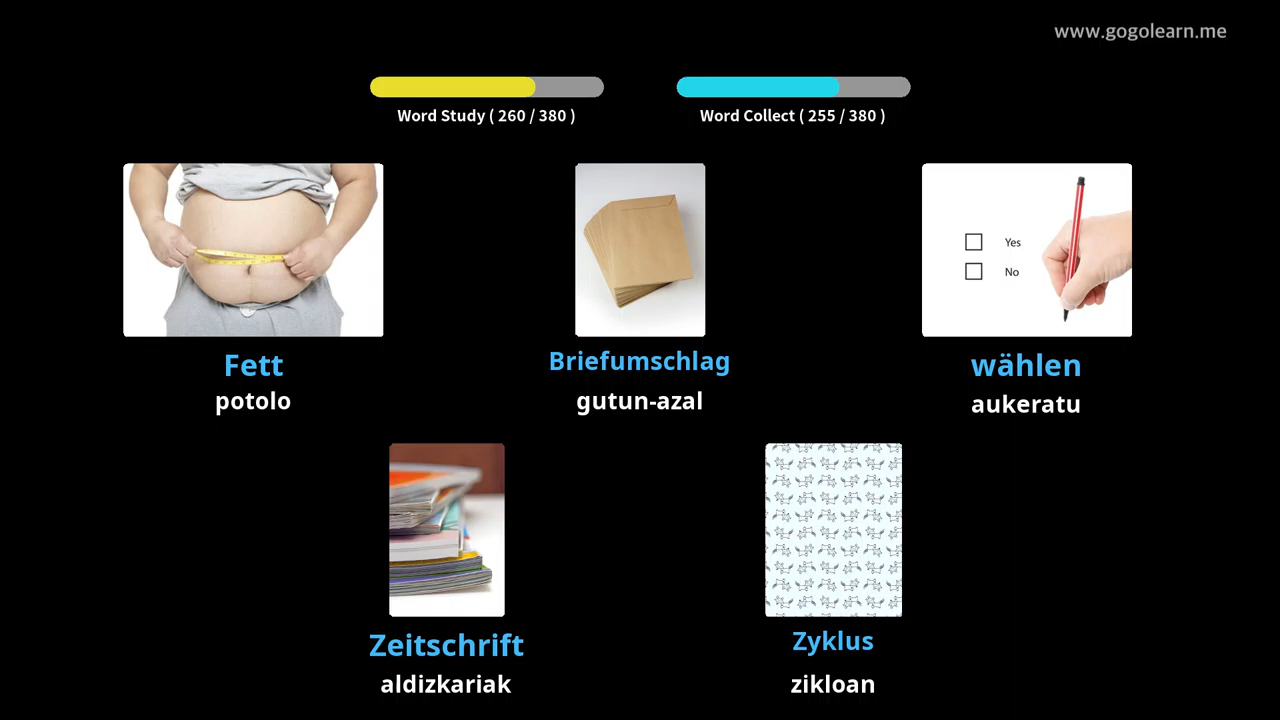 www.gogolearn.me
Word Study ( 260 / 380 )
Word Collect ( 255 / 380 )
Yes
No
Fett
potolo
Briefumschlag
gutun-azal
wählen
aukeratu
Zeitschrift
aldizkariak
Zyklus
zikloan